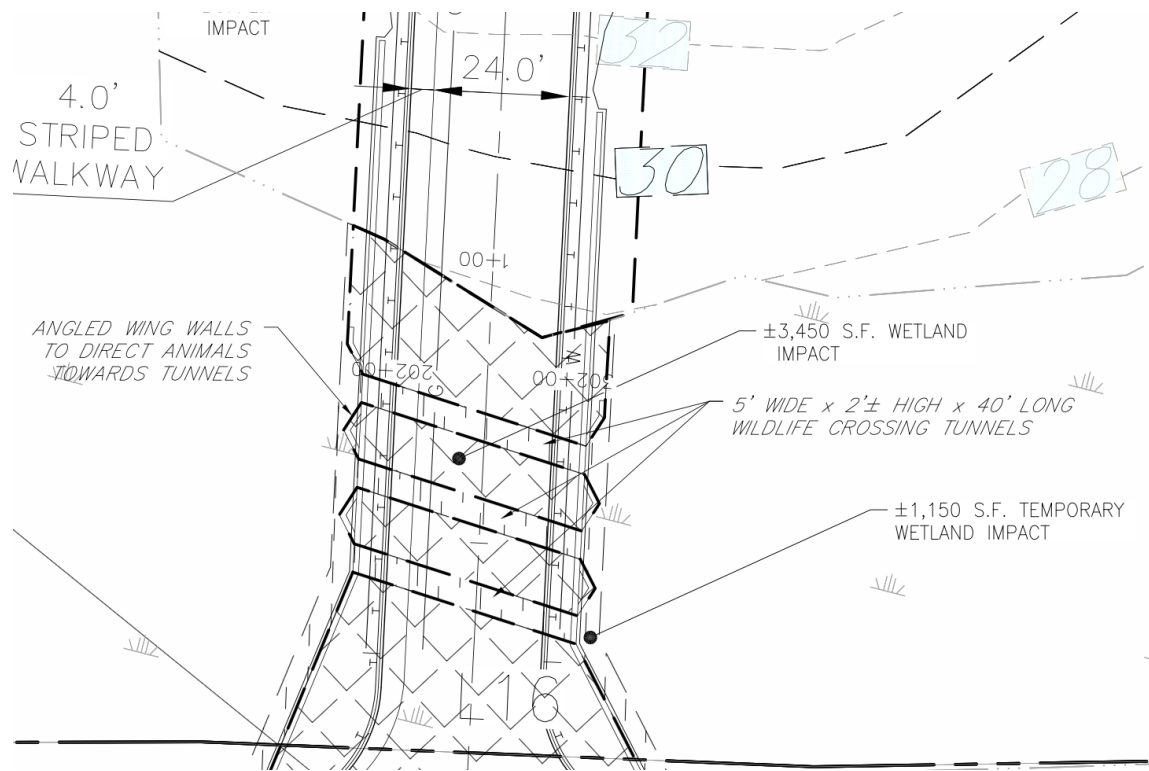 IMPACT
32
24.0'
4.0'
STRIPED
WALKWAY
30
28
1+00
ANGLED WING WALLS
TO DIRECT ANIMALS
TOWARDS TUNNELS
±3,450 S.F. WETLAND
IMPACT
202+00
302+00
W
G
5' WIDE x 2'± HIGH x 40' LONG
WILDLIFE CROSSING TUNNELS
±1,150 S.F. TEMPORARY
WETLAND IMPACT